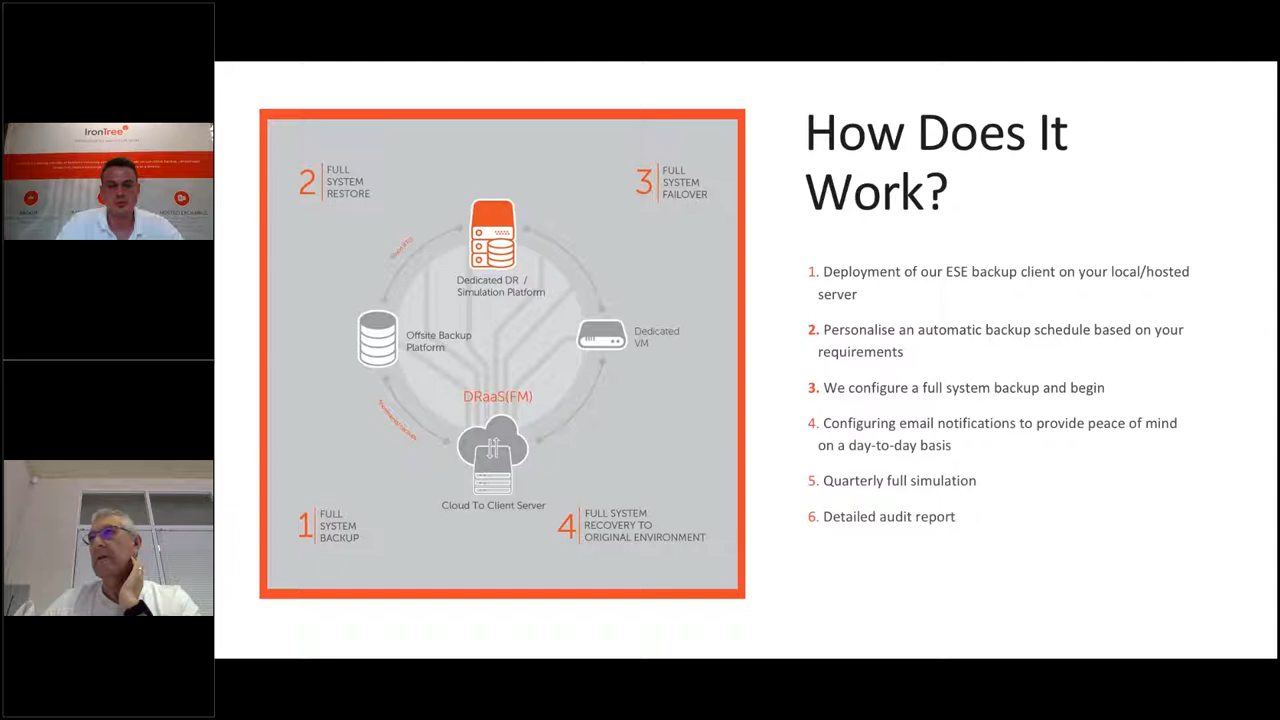 IronTree
HOSTED EXCHANGE
2
FULL
SYSTEM
RESTORE
3
FULL
SYSTEM
FAILOVER
Dedicated DR /
Simulation Platform
Offsite Backup
Platform
Dedicated
VM
DRaaS(FM)
Cloud To Client Server
1
FULL
SYSTEM
BACKUP
4
FULL SYSTEM
RECOVERY TO
ORIGINAL ENVIRONMENT
How Does It
Work?
1. Deployment of our ESE backup client on your local/hosted
server
2. Personalise an automatic backup schedule based on your
requirements
3. We configure a full system backup and begin
4. Configuring email notifications to provide peace of mind
on a day-to-day basis
5. Quarterly full simulation
6. Detailed audit report